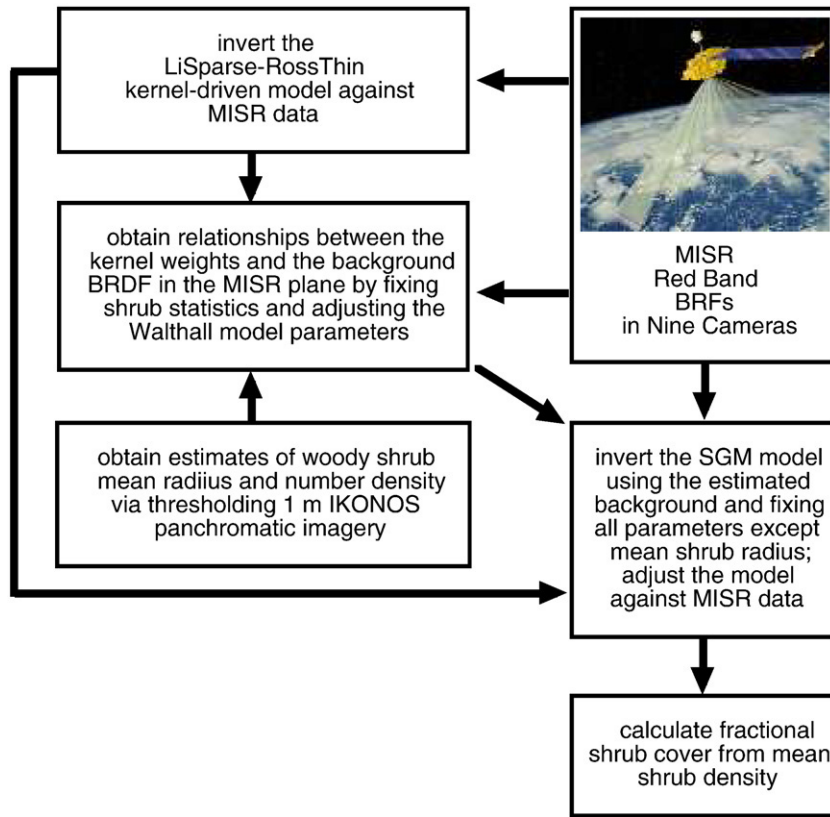 invert the
LiSparse-RossThin
kernel-driven model against
MISR data
MISR
Red Band
BRFs
in Nine Cameras
obtain relationships between the
kernel weights and the background
BRDF in the MISR plane by fixing
shrub statistics and adjusting the
Walthall model parameters
obtain estimates of woody shrub
mean radiius and number density
via thresholding 1 m IKONOS
panchromatic imagery
invert the SGM model
using the estimated
background and fixing
all parameters except
mean shrub radius;
adjust the model
against MISR data
calculate fractional
shrub cover from mean
shrub density